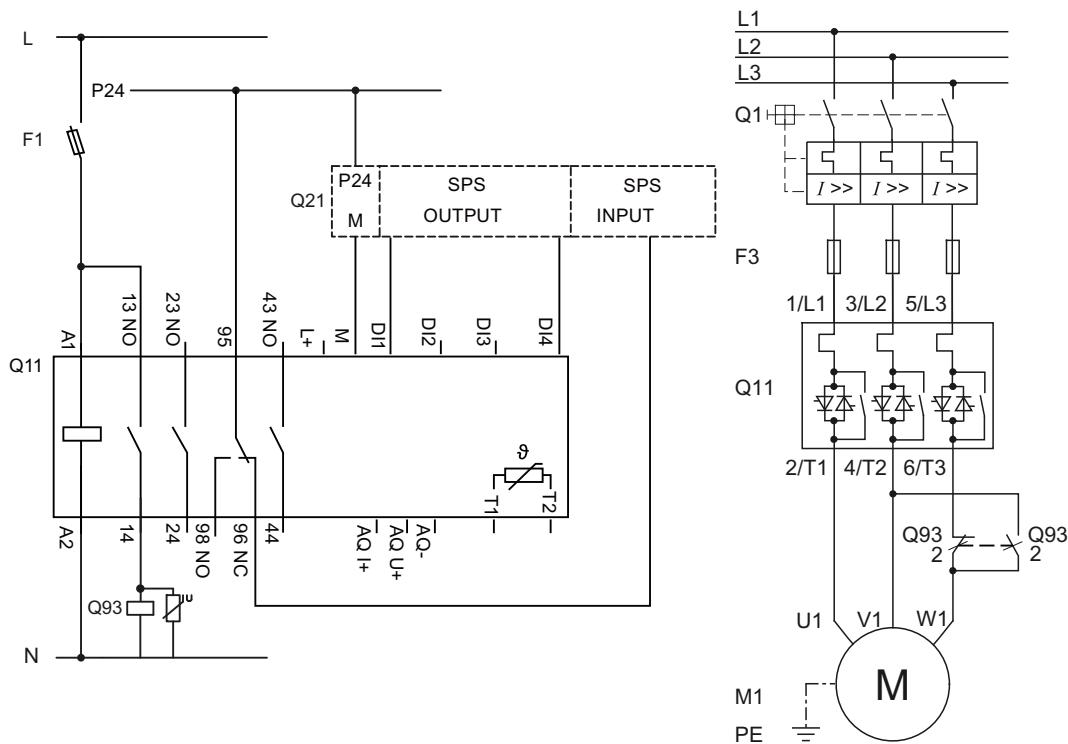 L
P24
F1
Q21
P24
M
SPS
OUTPUT
SPS
INPUT
A1
13 NO
23 NO
95
43 NO
L+
M
DI1
DI2
DI3
DI4
Q11
ϑ
T1
T2
A2
14
24
98 NO
96 NC
44
AQ I+
AQ U+
AQ-
Q93
U
N
L1
L2
L3
Q1
I >> I >> I >>
F3
1/L1 3/L2 5/L3
Q11
2/T1 4/T2 6/T3
Q93
2
Q93
2
U1 V1 W1
M
M1
PE